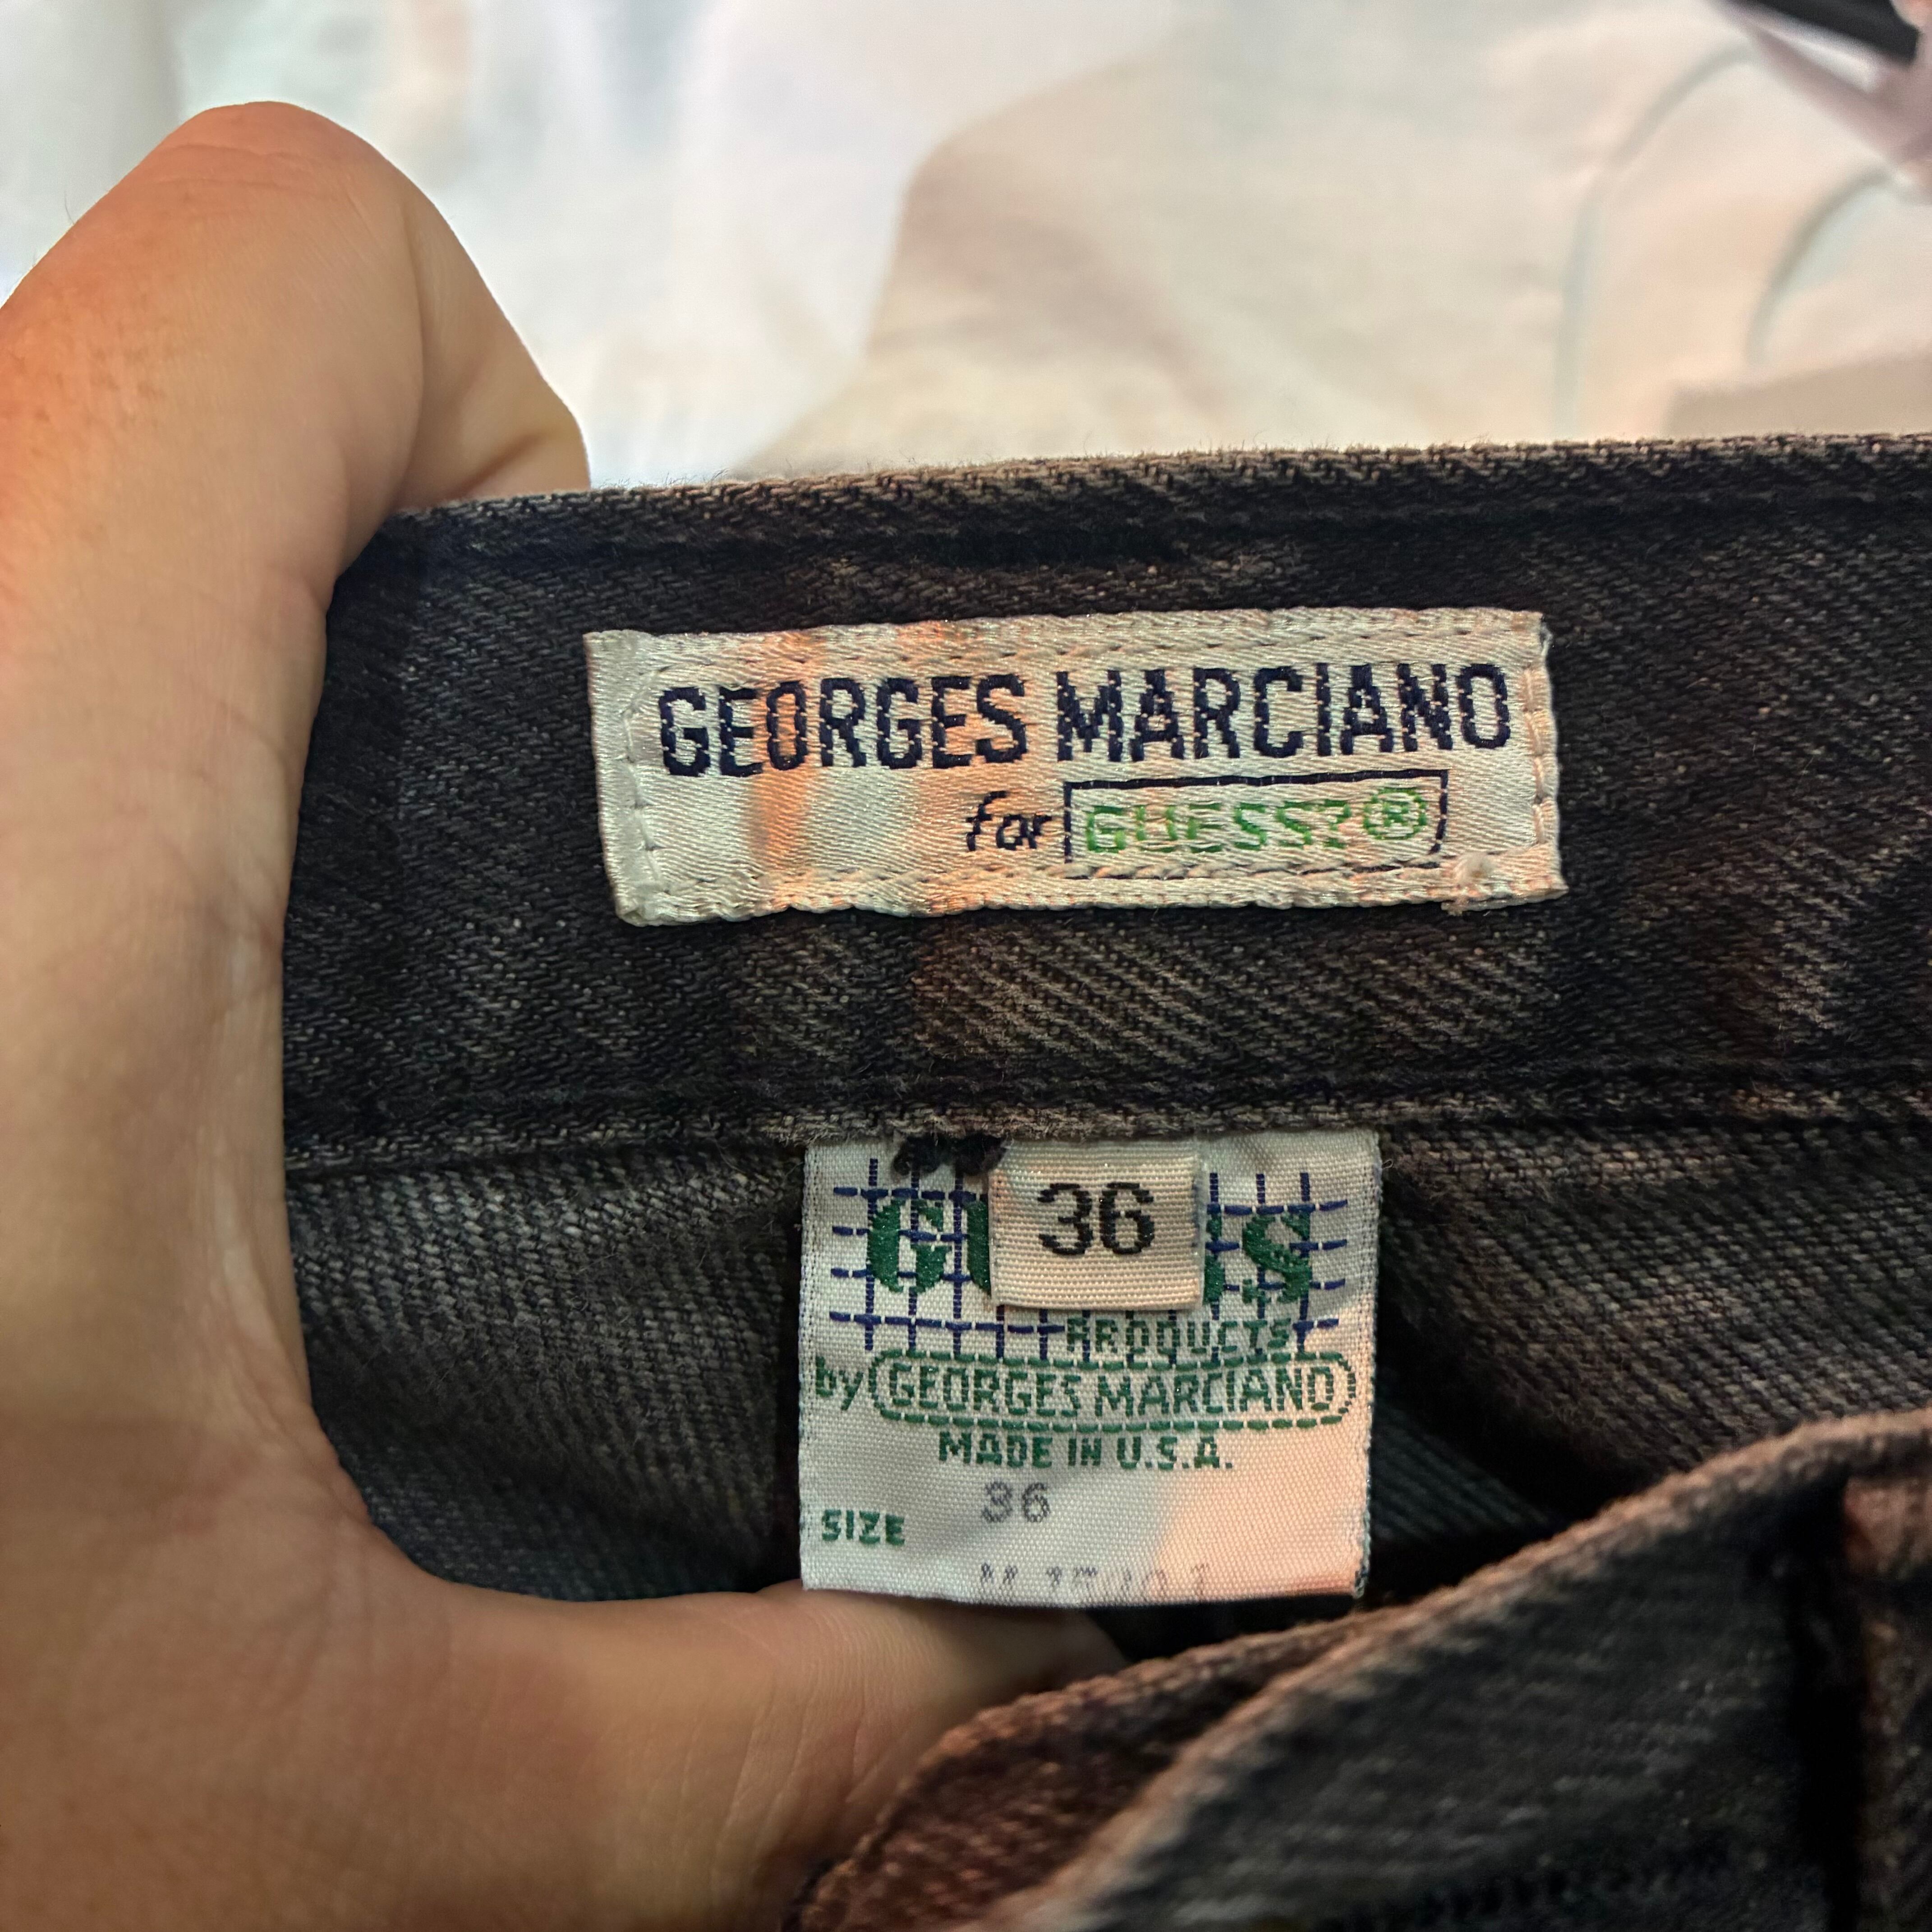 GEORGES MARCIANO
for GUESS?®
36
PRODUCTS
by GEORGES MARCIANO
MADE IN U.S.A.
36
SIZE